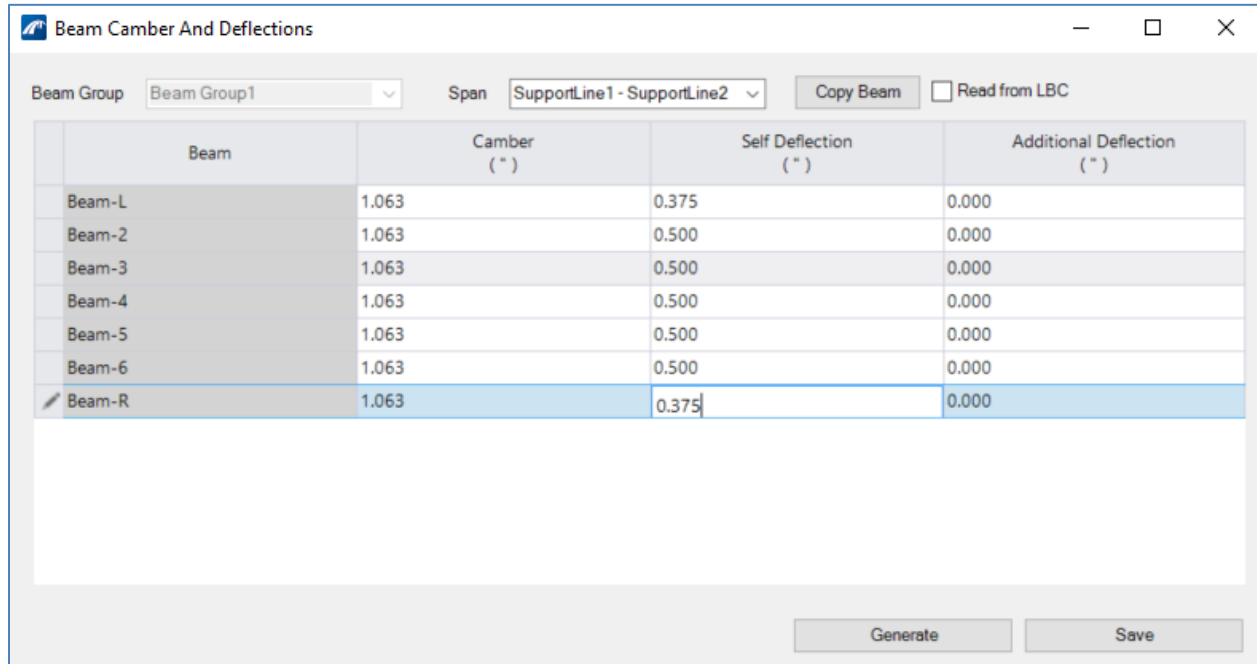 Beam Camber And Deflections
Beam Group Beam Group1 Span SupportLine1 - SupportLine2 Copy Beam Read from LBC
Beam Camber Self Deflection Additional Deflection
( " ) ( " ) ( " )
Beam-L 1.063 0.375 0.000
Beam-2 1.063 0.500 0.000
Beam-3 1.063 0.500 0.000
Beam-4 1.063 0.500 0.000
Beam-5 1.063 0.500 0.000
Beam-6 1.063 0.500 0.000
Beam-R 1.063 0.375 0.000
Generate Save